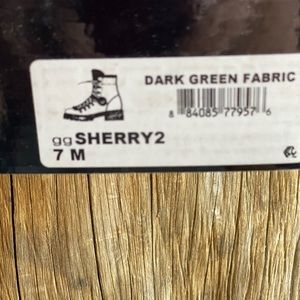 DARK GREEN FABRIC
8 84085 77957 6
ggSHERRY2
7 M